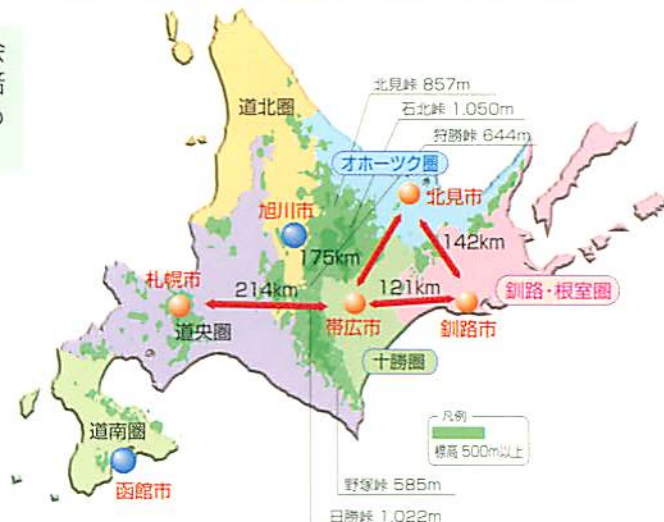 会
倍
の
北見峠 857m
石北峠 1.050m
狩勝峠 644m
道北圏
オホーツク圏
北見市
旭川市
175km
142km
札幌市
214km
121km
釧路・根室圏
道央圏
帯広市
釧路市
十勝圏
凡例
標高 500m以上
道南圏
函館市
野塚峠 585m
日勝峠 1.022m